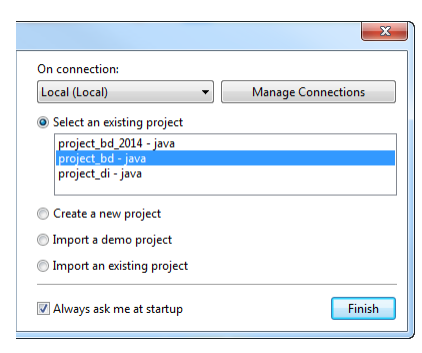 On connection:
Local (Local)
Manage Connections
Select an existing project
project_bd_2014 - java
project_bd - java
project_di - java
Create a new project
Import a demo project
Import an existing project
Always ask me at startup
Finish